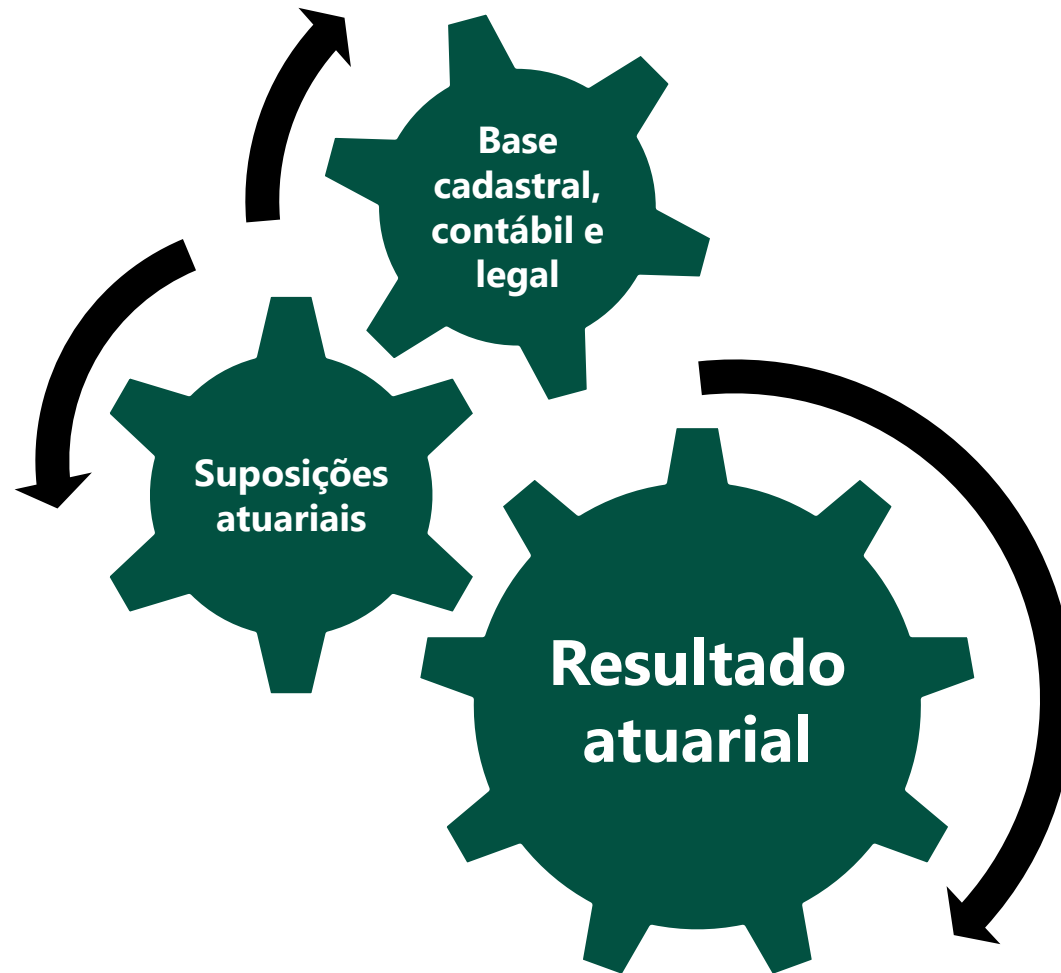 Base
cadastral,
contábil e
legal
Suposições
atuariais
Resultado
atuarial